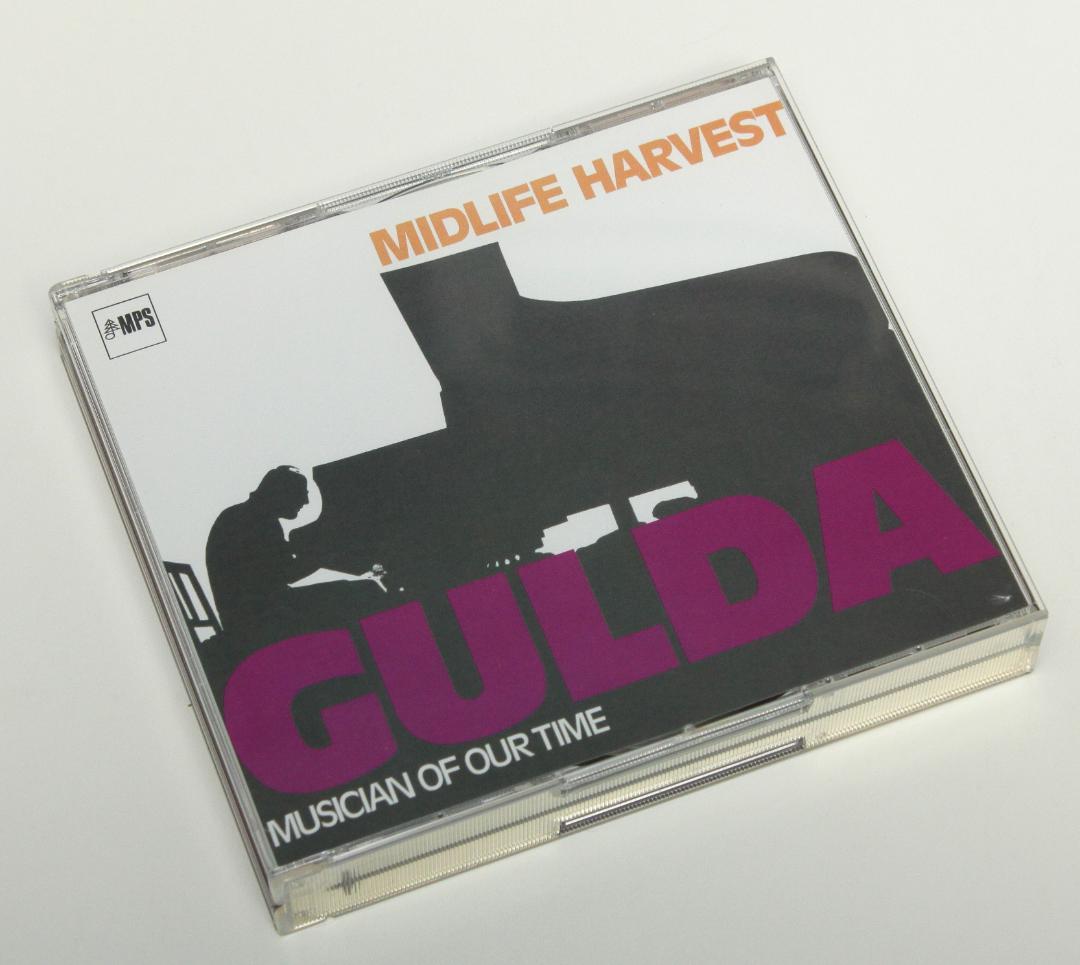 MIDLIFE HARVEST
MPS
GULDA
MUSICIAN OF OUR TIME